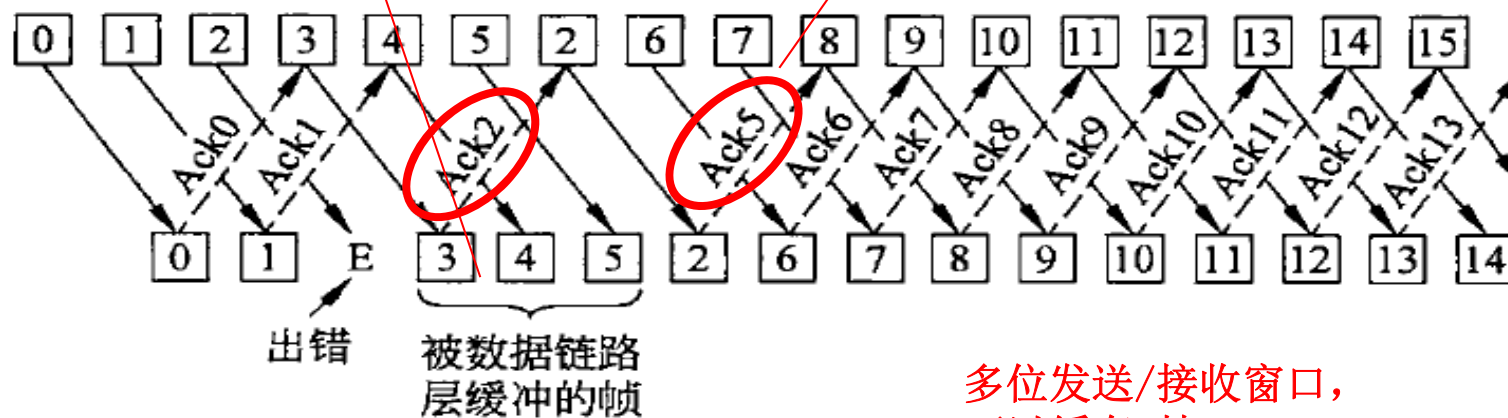 0 1 2 3 4 5 2 6 7 8 9 10 11 12 13 14 15
Ack0 Ack1 Ack2 Ack5 Ack6 Ack7 Ack8 Ack9 Ack10 Ack11 Ack12 Ack13
0 1 E 3 4 5 2 6 7 8 9 10 11 12 13 14
出错
被数据链路
层缓冲的帧
多位发送/接收窗口，